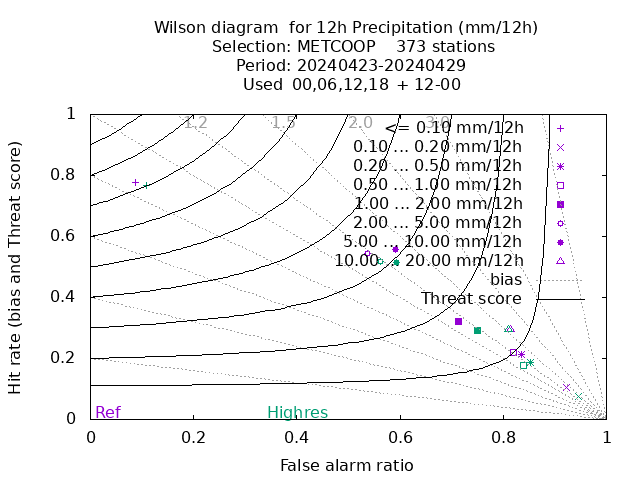 Wilson diagram  for 12h Precipitation (mm/12h)
Selection: METCOOP    373 stations
Period: 20240423-20240429
Used  00,06,12,18 + 12-00
Hit rate (bias and Threat score)
1
0.8
0.6
0.4
0.2
0
1.2
1.5
2.0
3.0
<= 0.10 mm/12h
0.10 ... 0.20 mm/12h
0.20 ... 0.50 mm/12h
0.50 ... 1.00 mm/12h
1.00 ... 2.00 mm/12h
2.00 ... 5.00 mm/12h
5.00 ... 10.00 mm/12h
10.00 ... 20.00 mm/12h
bias
Threat score
Ref
Highres
0 0.2 0.4 0.6 0.8 1
False alarm ratio